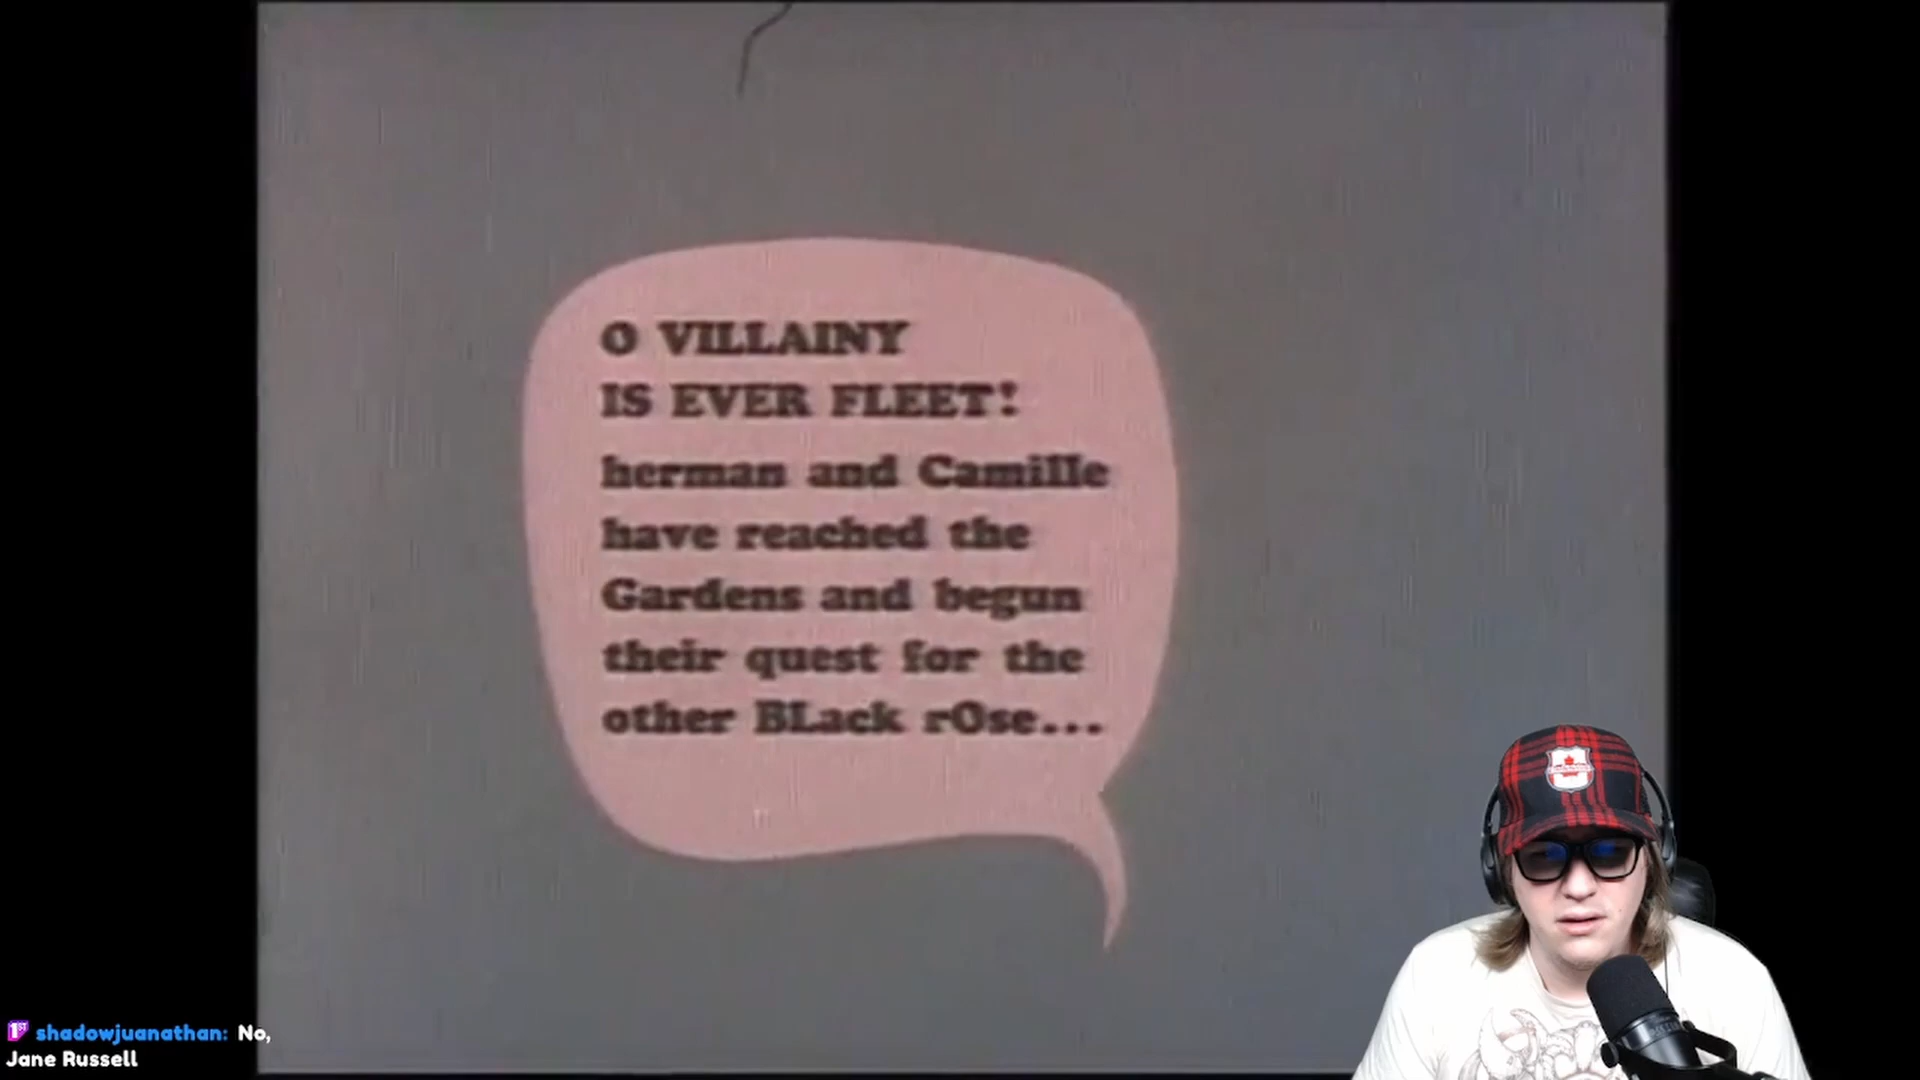 O VILLAINY
IS EVER FLEET!
herman and Camille
have reached the
Gardens and begun
their quest for the
other BLack rOse...
1ST shadowjuanathan: No,
Jane Russell